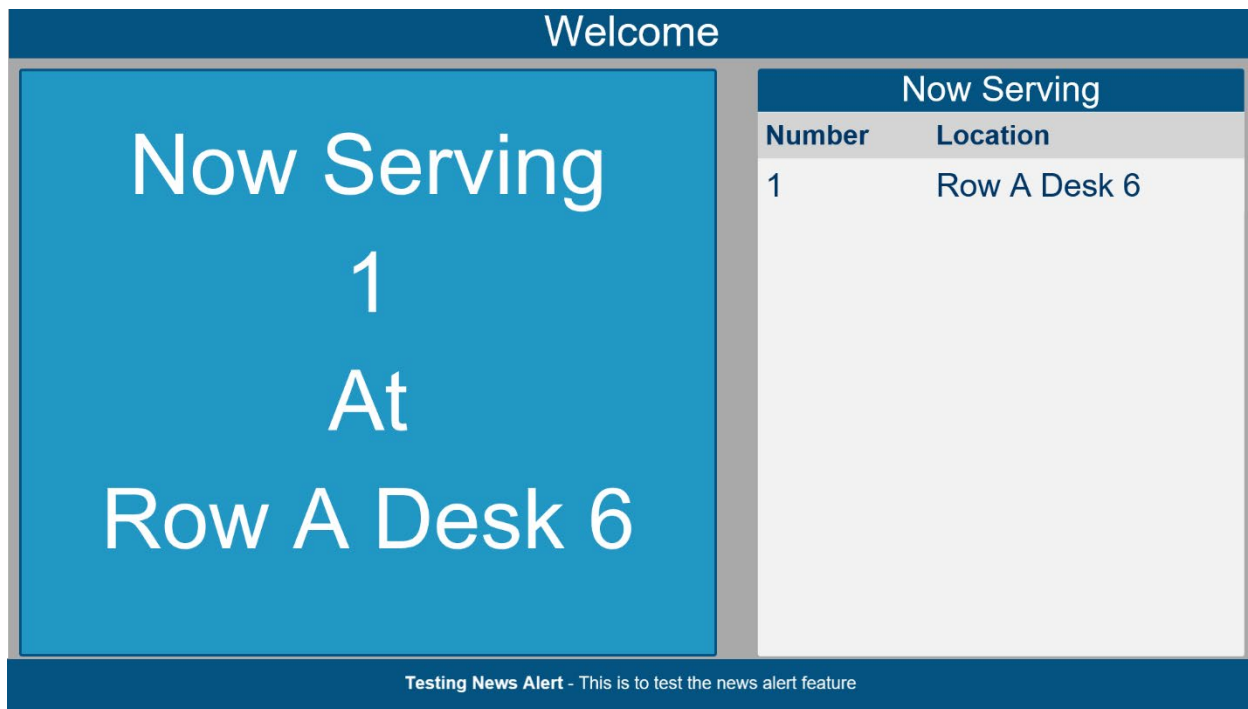 Welcome
Now Serving
1
At
Row A Desk 6
Now Serving
Number Location
1 Row A Desk 6
Testing News Alert - This is to test the news alert feature